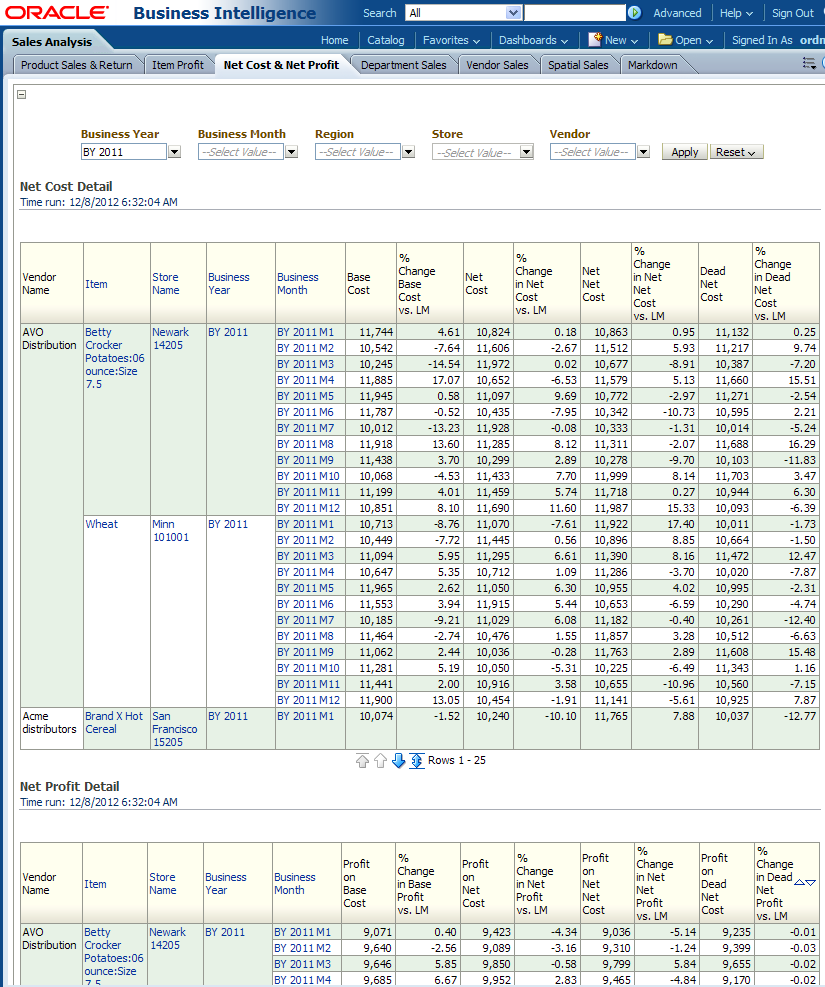 ORACLE® Business Intelligence Search All Advanced Help Sign Out
Sales Analysis Home Catalog Favorites Dashboards New Open Signed In As ordm
Product Sales & Return Item Profit Net Cost & Net Profit Department Sales Vendor Sales Spatial Sales Markdown
Business Year Business Month Region Store Vendor
BY 2011 --Select Value-- --Select Value-- --Select Value-- --Select Value-- Apply Reset
Net Cost Detail
Time run: 12/8/2012 6:32:04 AM
Vendor Name Item Store Name Business Year Business Month Base Cost % Change Base Cost vs. LM Net Cost % Change in Net Cost vs. LM Net Net Cost % Change in Net Net Cost vs. LM Dead Net Cost % Change in Dead Net Cost vs. LM
AVO Distribution Betty Crocker Potatoes:06 ounce:Size 7.5 Newark 14205 BY 2011 BY 2011 M1 11,744 4.61 10,824 0.18 10,863 0.95 11,132 0.25
BY 2011 M2 10,542 -7.64 11,606 -2.67 11,512 5.93 11,217 9.74
BY 2011 M3 10,245 -14.54 11,972 0.02 10,677 -8.91 10,387 -7.20
BY 2011 M4 11,885 17.07 10,652 -6.53 11,579 5.13 11,660 15.51
BY 2011 M5 11,945 0.58 11,097 9.69 10,772 -2.97 11,271 -2.54
BY 2011 M6 11,787 -0.52 10,435 -7.95 10,342 -10.73 10,595 2.21
BY 2011 M7 10,012 -13.23 11,928 -0.08 10,333 -1.31 10,014 -5.24
BY 2011 M8 11,918 13.60 11,285 8.12 11,311 -2.07 11,688 16.29
BY 2011 M9 11,438 3.70 10,299 2.89 10,278 -9.70 10,103 -11.83
BY 2011 M10 10,068 -4.53 11,433 7.70 11,999 8.14 11,703 3.47
BY 2011 M11 11,199 4.01 11,459 5.74 11,718 0.27 10,944 6.30
BY 2011 M12 10,851 8.10 11,690 11.60 11,987 15.33 10,093 -6.39
Wheat Minn 101001 BY 2011 BY 2011 M1 10,713 -8.76 11,070 -7.61 11,922 17.40 10,011 -1.73
BY 2011 M2 10,449 -7.72 11,445 0.56 10,896 8.85 10,664 -1.50
BY 2011 M3 11,094 5.95 11,295 6.61 11,390 8.16 11,472 12.47
BY 2011 M4 10,647 5.35 10,712 1.09 11,286 -3.70 10,020 -7.87
BY 2011 M5 11,965 2.62 11,050 6.30 10,955 4.02 10,995 -2.31
BY 2011 M6 11,553 3.94 11,915 5.44 10,653 -6.59 10,290 -4.74
BY 2011 M7 10,185 -9.21 11,029 6.08 11,182 -0.40 10,261 -12.40
BY 2011 M8 11,464 -2.74 10,476 1.55 11,857 3.28 10,512 -6.63
BY 2011 M9 11,062 2.44 10,036 -0.28 11,763 2.89 11,608 15.48
BY 2011 M10 11,281 5.19 10,050 -5.31 10,225 -6.49 11,343 1.16
BY 2011 M11 11,441 2.00 10,916 3.58 10,655 -10.96 10,560 -7.15
BY 2011 M12 11,900 13.05 10,454 -1.91 11,141 -5.61 10,925 7.87
Acme distributors Brand X Hot Cereal San Francisco 15205 BY 2011 BY 2011 M1 10,074 -1.52 10,240 -10.10 11,765 7.88 10,037 -12.77
Rows 1 - 25
Net Profit Detail
Time run: 12/8/2012 6:32:04 AM
Vendor Name Item Store Name Business Year Business Month Profit on Base Cost % Change in Base Profit vs. LM Profit on Net Cost % Change in Net Profit vs. LM Profit on Net Net Cost % Change in Net Net Profit vs. LM Profit on Dead Net Cost % Change in Dead Net Profit vs. LM
AVO Distribution Betty Crocker Potatoes:06 ounce:Size 7.5 Newark 14205 BY 2011 BY 2011 M1 9,071 0.40 9,423 -4.34 9,036 -5.14 9,235 -0.01
BY 2011 M2 9,640 -2.56 9,089 -3.16 9,310 -1.24 9,399 -0.03
BY 2011 M3 9,646 5.85 9,850 -0.58 9,799 5.84 9,655 -0.02
BY 2011 M4 9,685 6.67 9,952 2.83 9,465 -4.84 9,170 -0.02